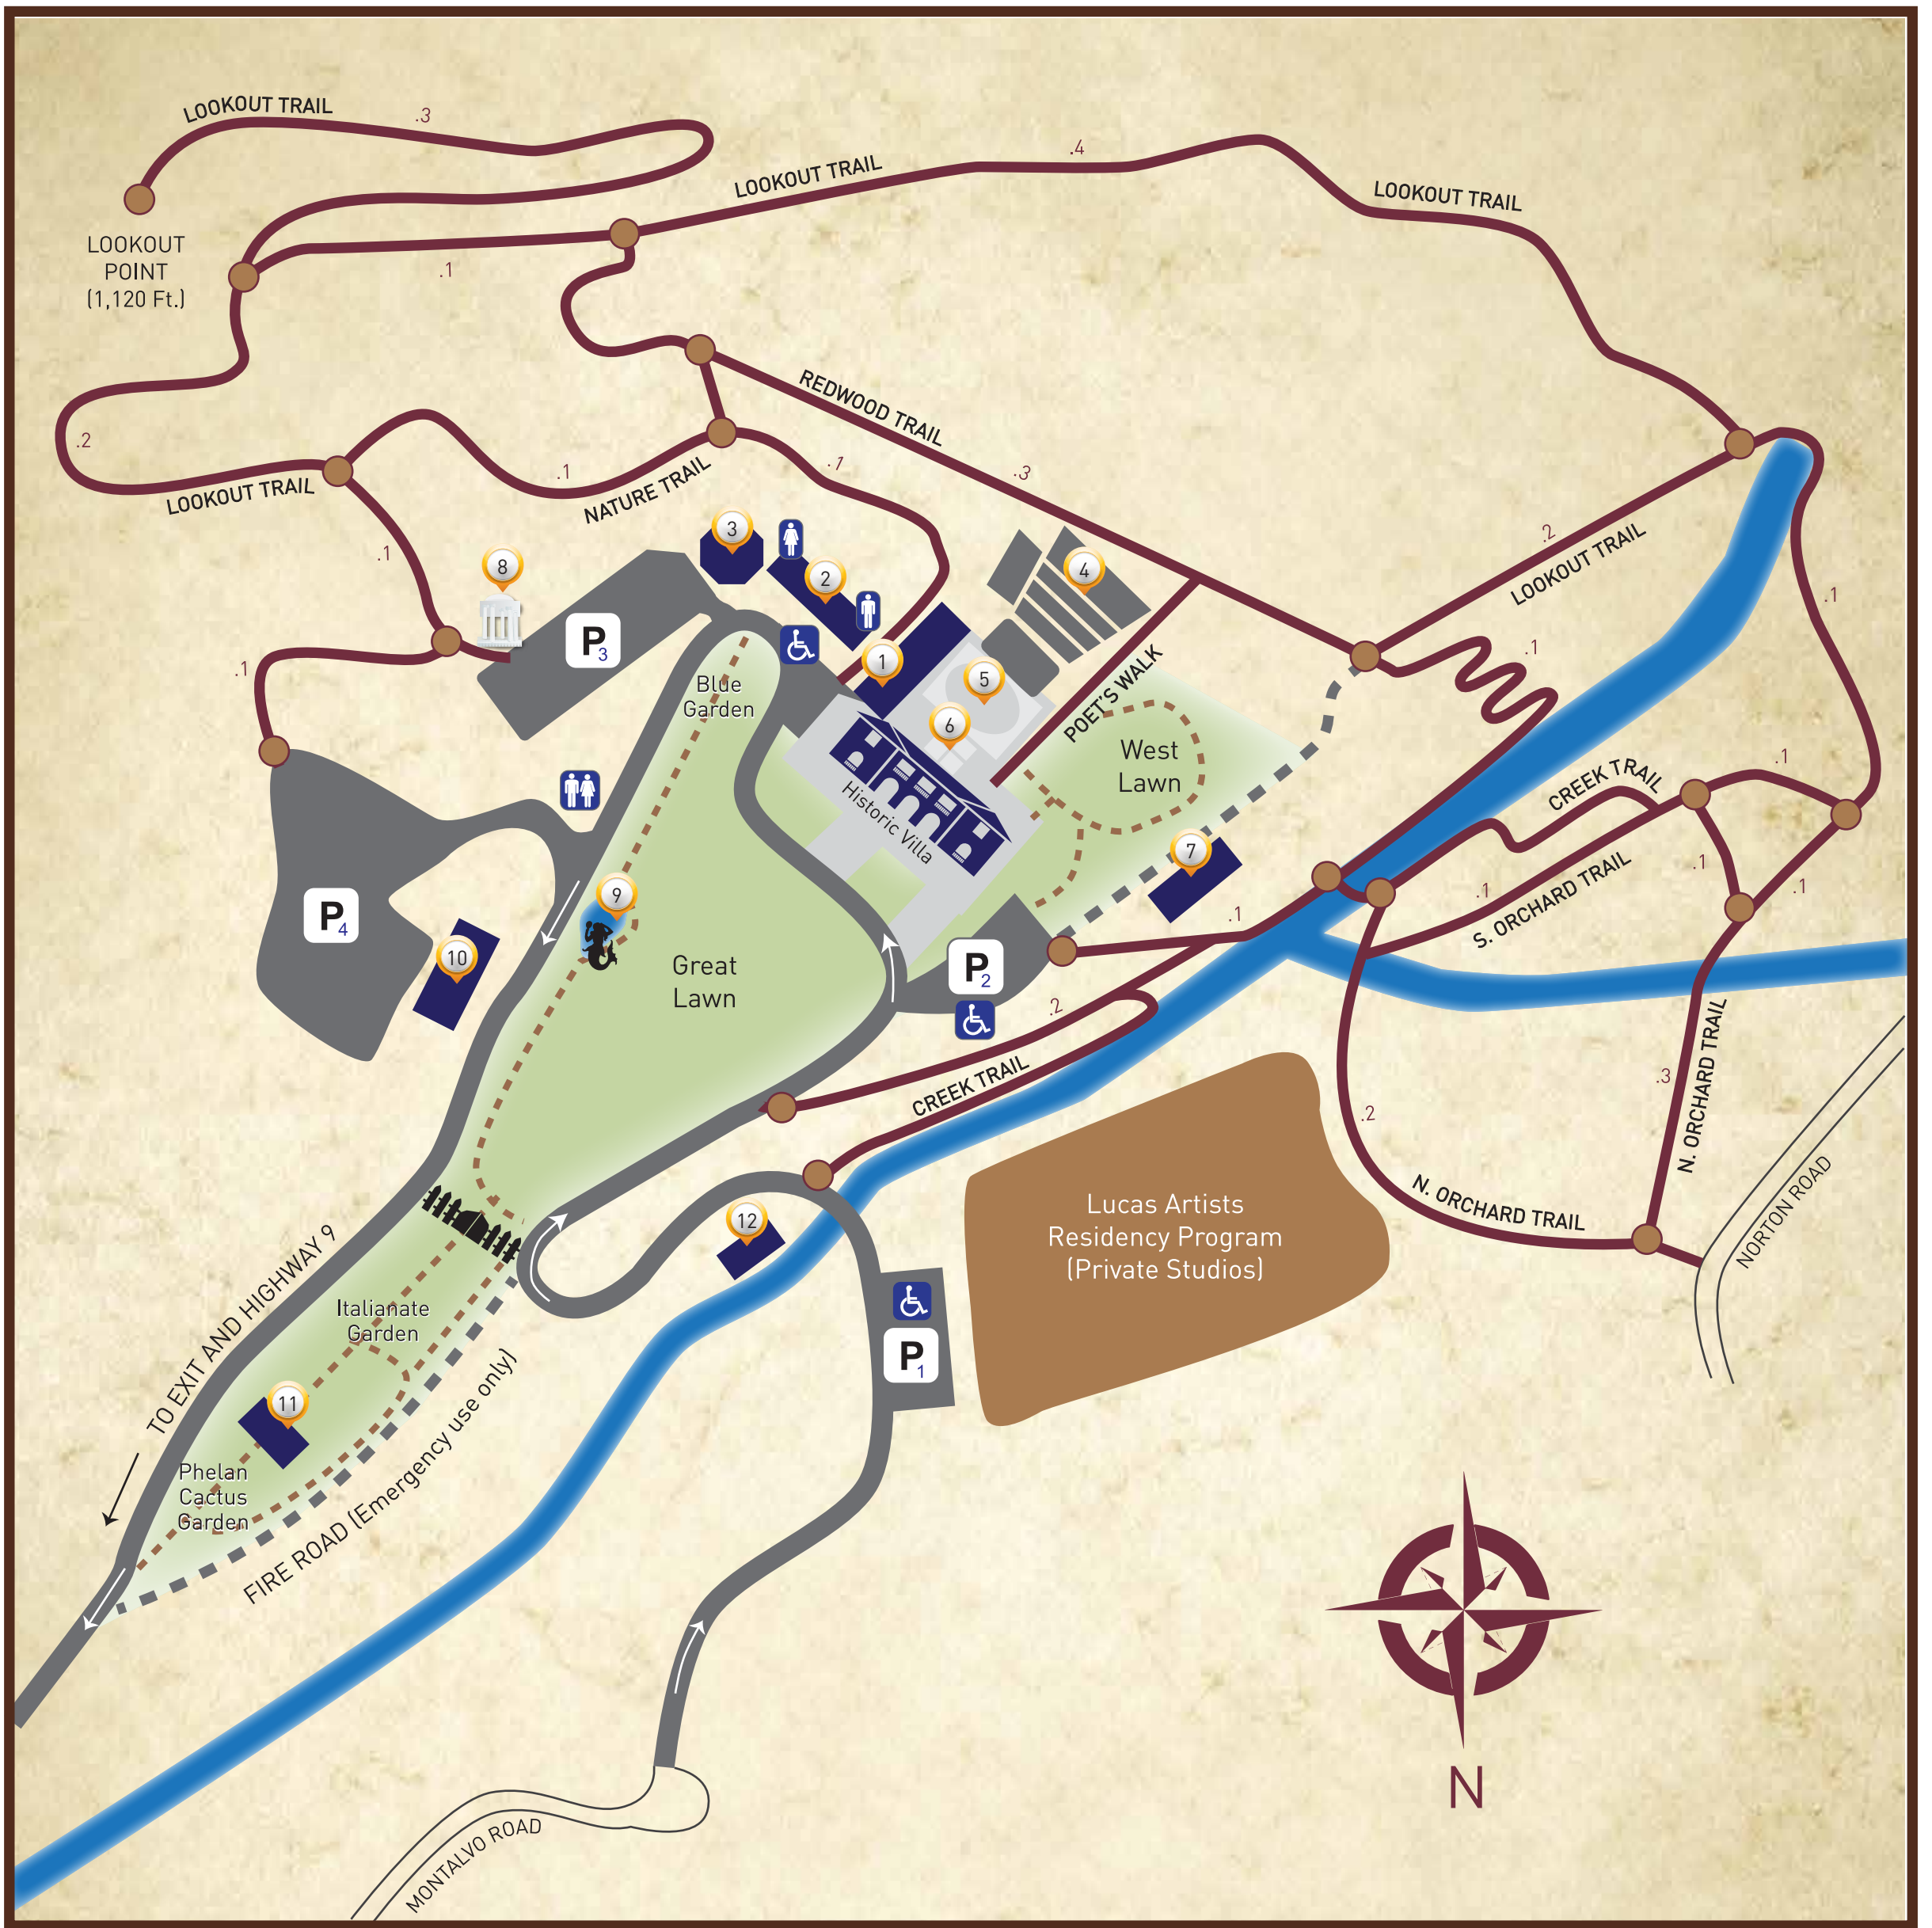 LOOKOUT TRAIL
.3
LOOKOUT TRAIL
.4
LOOKOUT TRAIL
LOOKOUT
POINT
(1,120 Ft.)
.1
REDWOOD TRAIL
.3
.2
LOOKOUT TRAIL
.1
NATURE TRAIL
.1
.1
.2
LOOKOUT TRAIL
.1
.1
3
2
4
8
P3
1
5
6
POET'S WALK
.1
Blue
Garden
West
Lawn
Historic Villa
7
CREEK TRAIL
.1
.1
.1
.1
S. ORCHARD TRAIL
.1
P4
9
10
Great
Lawn
P2
.2
CREEK TRAIL
.3
N. ORCHARD TRAIL
.2
N. ORCHARD TRAIL
NORTON ROAD
12
Lucas Artists
Residency Program
(Private Studios)
TO EXIT AND HIGHWAY 9
Italianate
Garden
P1
11
Phelan
Cactus
Garden
FIRE ROAD (Emergency use only)
MONTALVO ROAD
N